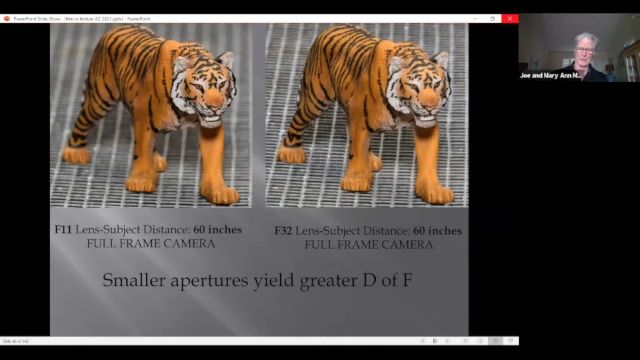 PowerPoint Slide Show - [Macro lecture AZ 2021.pptx] - PowerPoint
Joe and Mary Ann M...
F11 Lens-Subject Distance: 60 inches
FULL FRAME CAMERA
F32 Lens-Subject Distance: 60 inches
FULL FRAME CAMERA
Smaller apertures yield greater D of F